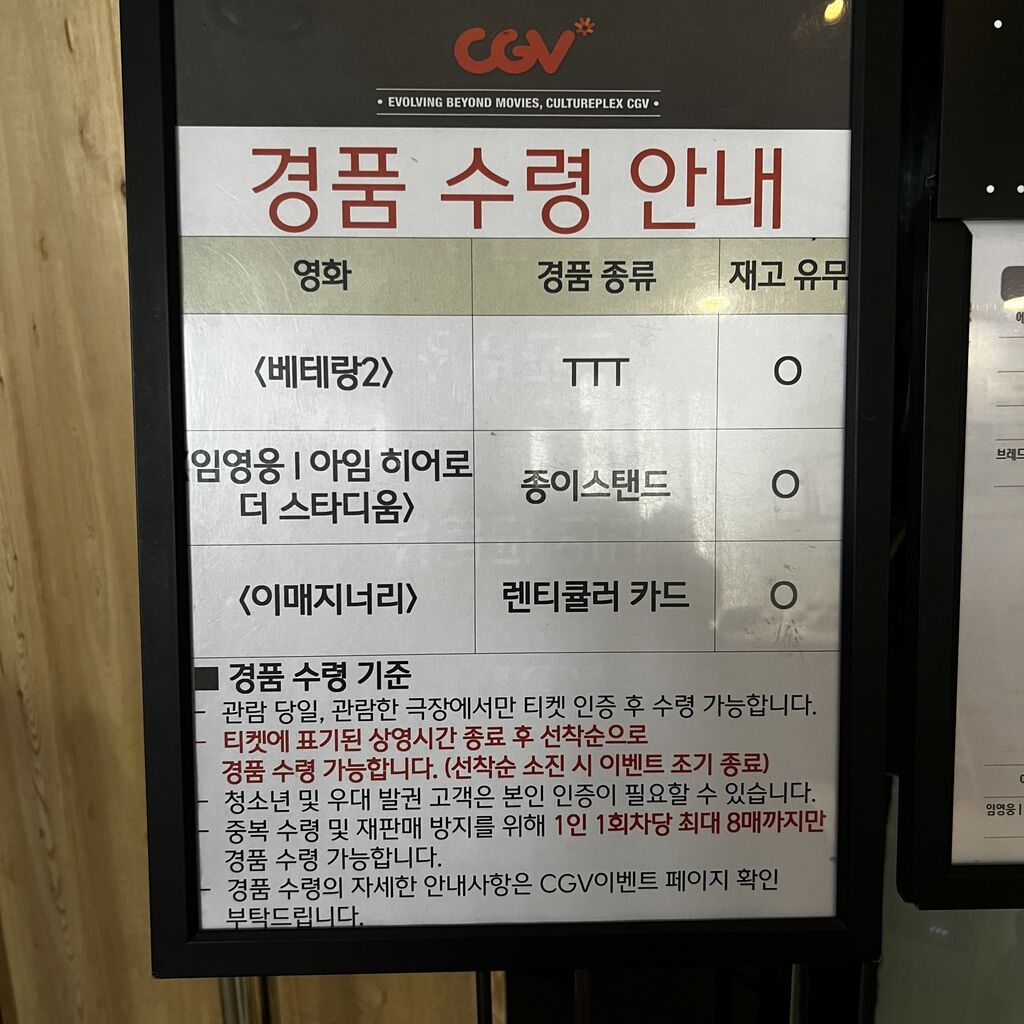 CGV
• EVOLVING BEYOND MOVIES, CULTUREPLEX CGV •
경품 수령 안내
영화 경품 종류 재고 유무
<베테랑2> TTT O
<임영웅 | 아임 히어로
더 스타디움> 종이스탠드 O
<이매지너리> 렌티큘러 카드 O
■ 경품 수령 기준
- 관람 당일, 관람한 극장에서만 티켓 인증 후 수령 가능합니다.
- 티켓에 표기된 상영시간 종료 후 선착순으로
경품 수령 가능합니다. (선착순 소진 시 이벤트 조기 종료)
- 청소년 및 우대 발권 고객은 본인 인증이 필요할 수 있습니다.
- 중복 수령 및 재판매 방지를 위해 1인 1회차당 최대 8매까지만
경품 수령 가능합니다.
- 경품 수령의 자세한 안내사항은 CGV이벤트 페이지 확인
부탁드립니다.
브레드
임영웅 |